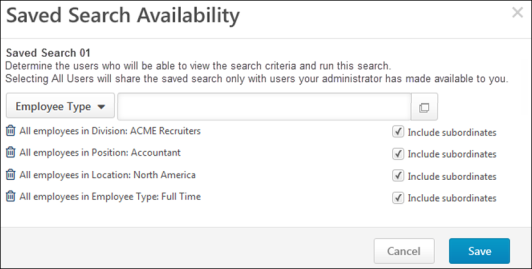 Saved Search Availability
Saved Search 01
Determine the users who will be able to view the search criteria and run this search.
Selecting All Users will share the saved search only with users your administrator has made available to you.
Employee Type
All employees in Division: ACME Recruiters
Include subordinates
All employees in Position: Accountant
Include subordinates
All employees in Location: North America
Include subordinates
All employees in Employee Type: Full Time
Include subordinates
Cancel
Save